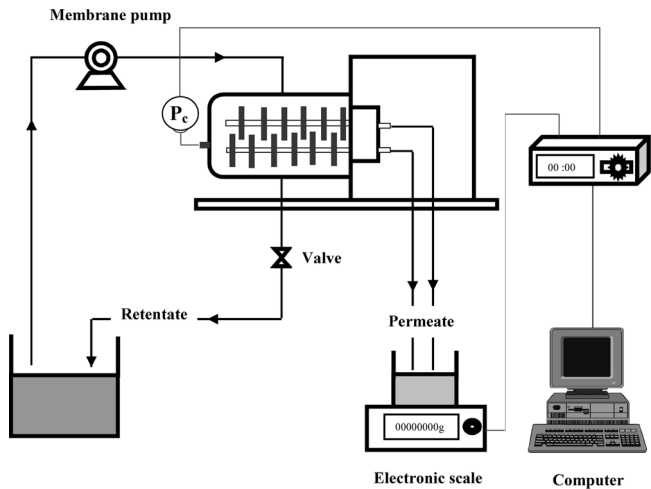 Membrane pump
Pc
00 :00
Valve
Retentate
Permeate
00000000g
Electronic scale
Computer